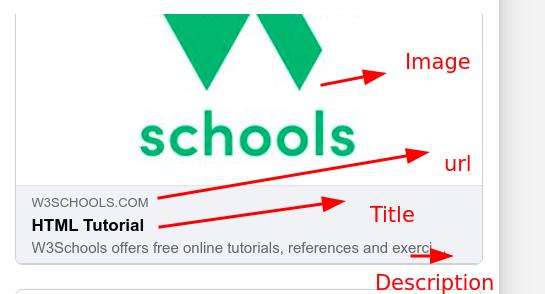 Image
schools
url
W3SCHOOLS.COM
HTML Tutorial
Title
W3Schools offers free online tutorials, references and exerci...
Description